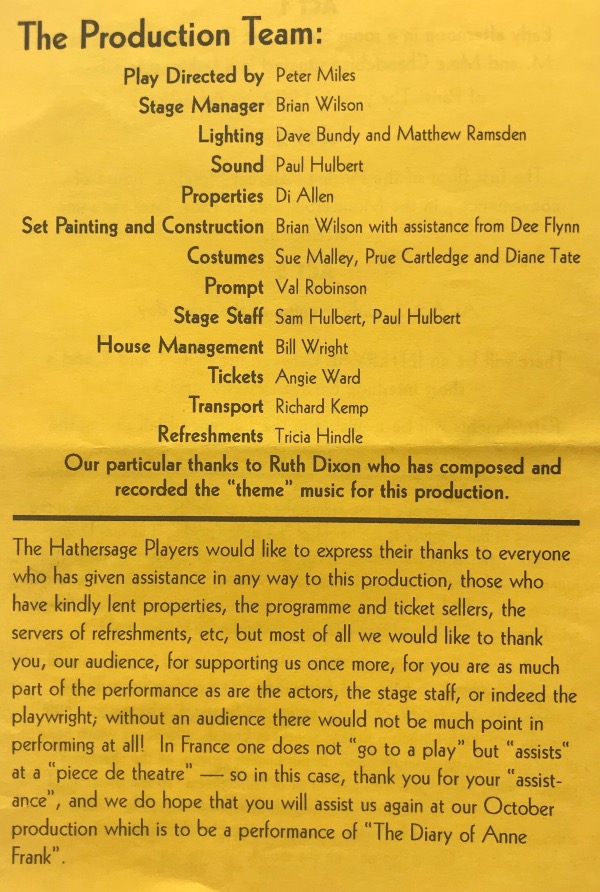 The Production Team:
Play Directed by Peter Miles
Stage Manager Brian Wilson
Lighting Dave Bundy and Matthew Ramsden
Sound Paul Hulbert
Properties Di Allen
Set Painting and Construction Brian Wilson with assistance from Dee Flynn
Costumes Sue Malley, Prue Cartledge and Diane Tate
Prompt Val Robinson
Stage Staff Sam Hulbert, Paul Hulbert
House Management Bill Wright
Tickets Angie Ward
Transport Richard Kemp
Refreshments Tricia Hindle
Our particular thanks to Ruth Dixon who has composed and
recorded the “theme” music for this production.
The Hathersage Players would like to express their thanks to everyone
who has given assistance in any way to this production, those who
have kindly lent properties, the programme and ticket sellers, the
servers of refreshments, etc, but most of all we would like to thank
you, our audience, for supporting us once more, for you are as much
part of the performance as are the actors, the stage staff, or indeed the
playwright; without an audience there would not be much point in
performing at all! In France one does not “go to a play” but “assists“
at a “piece de theatre” — so in this case, thank you for your “assist-
ance”, and we do hope that you will assist us again at our October
production which is to be a performance of “The Diary of Anne
Frank”.